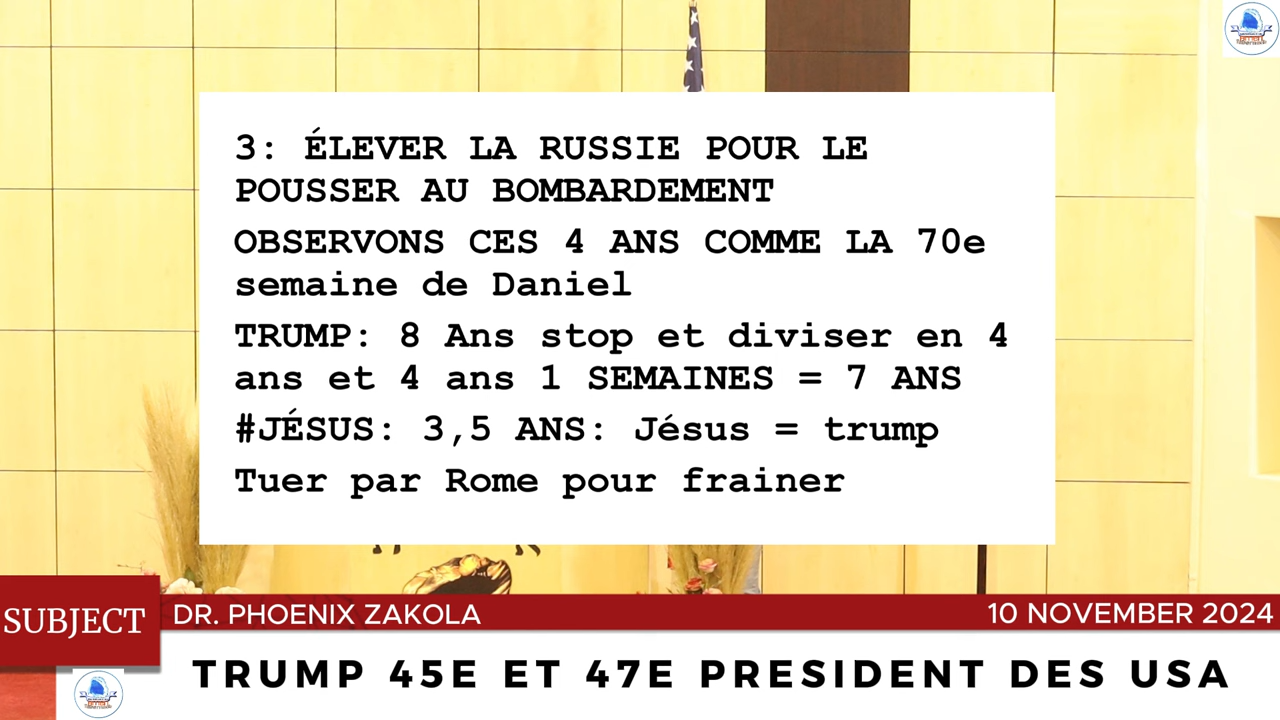 3: ÉLEVER LA RUSSIE POUR LE
POUSSER AU BOMBARDEMENT
OBSERVONS CES 4 ANS COMME LA 70e
semaine de Daniel
TRUMP: 8 Ans stop et diviser en 4
ans et 4 ans 1 SEMAINES = 7 ANS
#JÉSUS: 3,5 ANS: Jésus = trump
Tuer par Rome pour frainer
SUBJECT
DR. PHOENIX ZAKOLA
10 NOVEMBER 2024
TRUMP 45E ET 47E PRESIDENT DES USA